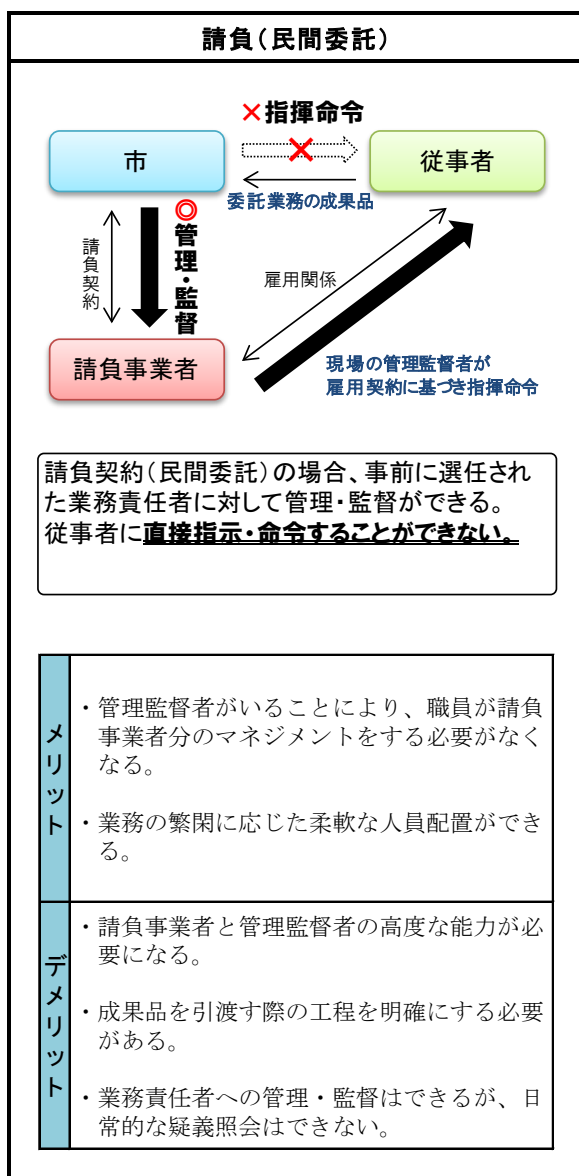 請負(民間委託)
×指揮命令
市
従事者
委託業務の成果品
請負契約
◎管理・監督
雇用関係
請負事業者
現場の管理監督者が
雇用契約に基づき指揮命令
請負契約(民間委託)の場合、事前に選任され
た業務責任者に対して管理・監督ができる。
従事者に直接指示・命令することができない。
メリット
・管理監督者がいることにより、職員が請負
事業者分のマネジメントをする必要がなく
なる。
・業務の繁閑に応じた柔軟な人員配置ができ
る。
デメリット
・請負事業者と管理監督者の高度な能力が必
要になる。
・成果品を引渡す際の工程を明確にする必要
がある。
・業務責任者への管理・監督はできるが、日
常的な疑義照会はできない。